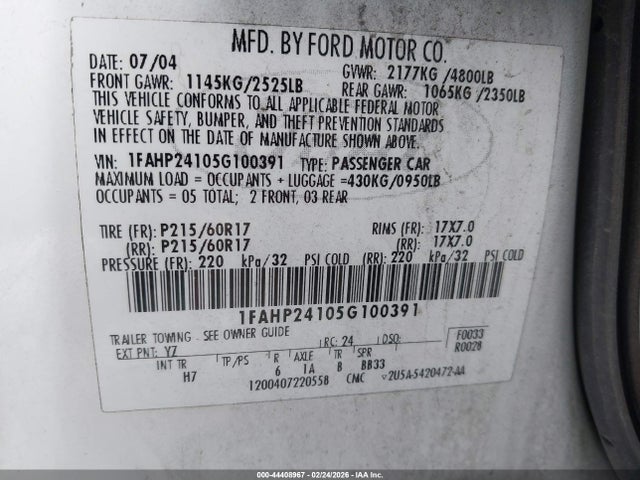 MFD. BY FORD MOTOR CO.
DATE: 07/04 GVWR: 2177KG /4800LB
FRONT GAWR: 1145KG/2525LB REAR GAWR: 1065KG /2350LB
THIS VEHICLE CONFORMS TO ALL APPLICABLE FEDERAL MOTOR
VEHICLE SAFETY, BUMPER, AND THEFT PREVENTION STANDARDS
IN EFFECT ON THE DATE OF MANUFACTURE SHOWN ABOVE.
VIN: 1FAHP24105G100391 TYPE: PASSENGER CAR
MAXIMUM LOAD = OCCUPANTS + LUGGAGE =430KG/0950LB
OCCUPANTS = 05 TOTAL; 2 FRONT, 03 REAR
TIRE (FR): P215/60R17 RIMS (FR): 17X7.0
(RR): P215/60R17 (RR): 17X7.0
PRESSURE (FR): 220 kPa/32 PSI COLD (RR): 220 kPa/32 PSI COLD
1FAHP24105G100391
TRAILER TOWING - SEE OWNER GUIDE F0033
EXT PNT: YZ RC: 24 DSO: R0028
INT TR TP/PS R AXLE TR SPR
H7 6 1A B BB33
1200407220558 CMC V2U5A-5420472-AA
000-44408967 - 02/24/2026 - IAAI.COM